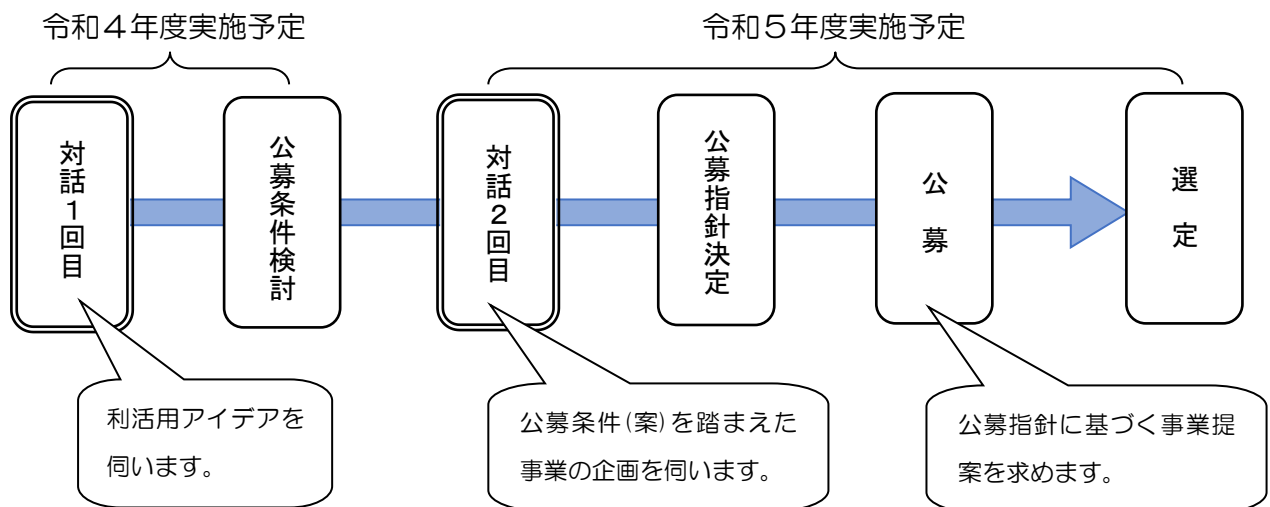 令和４年度実施予定
令和５年度実施予定
対話１回目
公募条件検討
対話２回目
公募指針決定
公募
選定
利活用アイデアを
伺います。
公募条件(案)を踏まえた
事業の企画を伺います。
公募指針に基づく事業提
案を求めます。